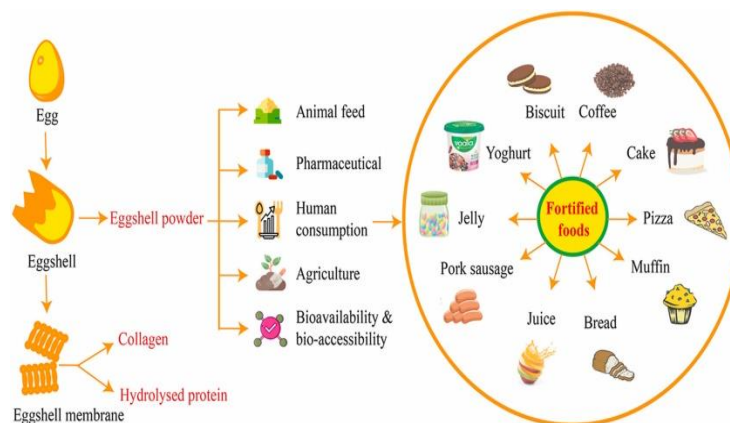 Egg
Eggshell
Eggshell membrane
Eggshell powder
Collagen
Hydrolysed protein
Animal feed
Pharmaceutical
Human
consumption
Agriculture
Bioavailability &
bio-accessibility
Fortified
foods
Biscuit
Coffee
Yoghurt
Cake
Jelly
Pizza
Pork sausage
Muffin
Juice
Bread